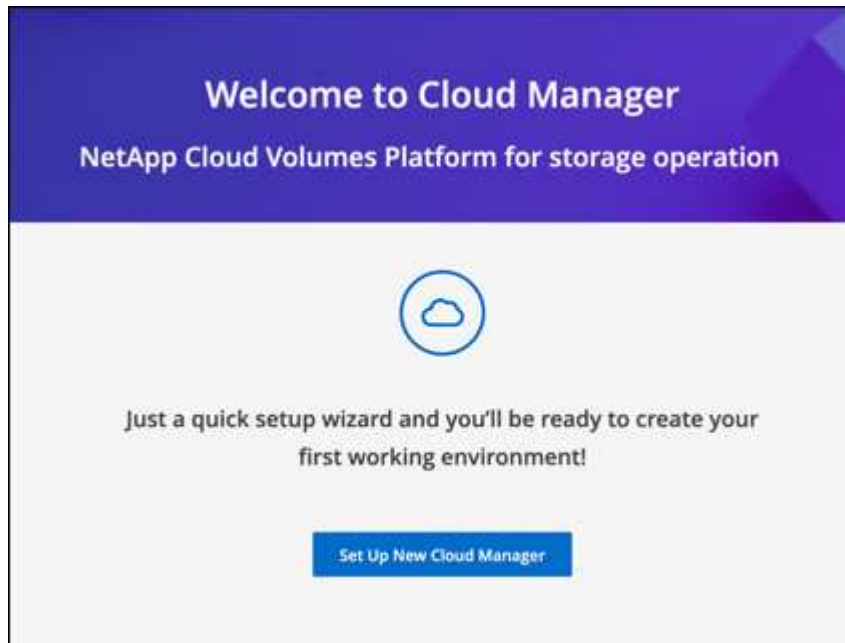 Welcome to Cloud Manager
NetApp Cloud Volumes Platform for storage operation
Just a quick setup wizard and you'll be ready to create your
first working environment!
Set Up New Cloud Manager